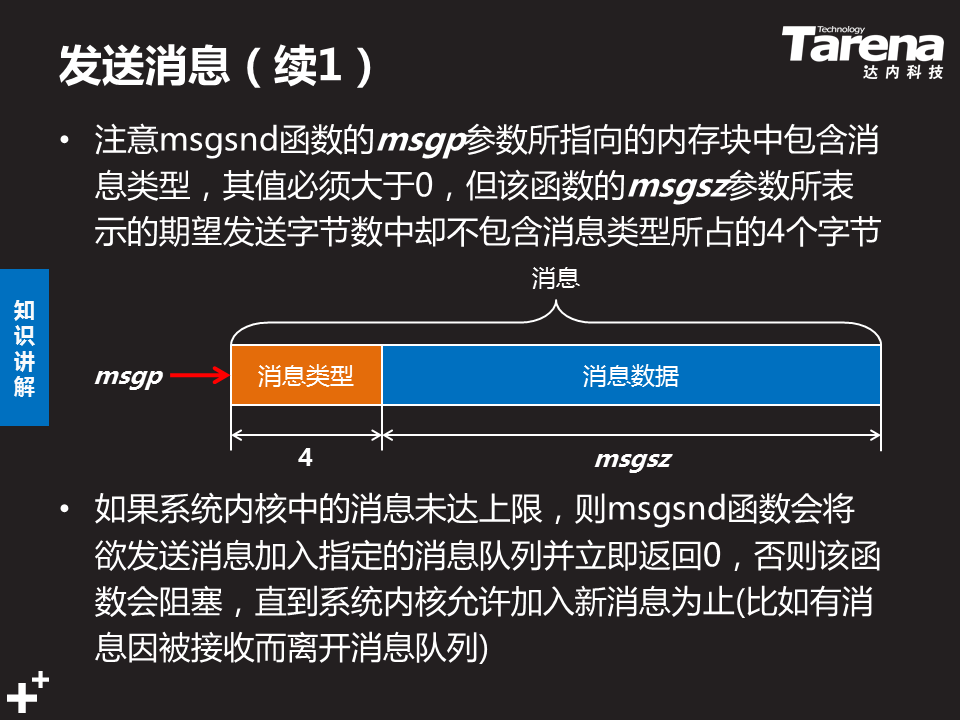 发送消息（续1）
Technology
Tarena
达内科技
• 注意msgsnd函数的msgp参数所指向的内存块中包含消
息类型，其值必须大于0，但该函数的msgsz参数所表
示的期望发送字节数中却不包含消息类型所占的4个字节
知
识
讲
解
消息
msgp
消息类型
消息数据
4
msgsz
• 如果系统内核中的消息未达上限，则msgsnd函数会将
欲发送消息加入指定的消息队列并立即返回0，否则该函
数会阻塞，直到系统内核允许加入新消息为止(比如有消
息因被接收而离开消息队列)